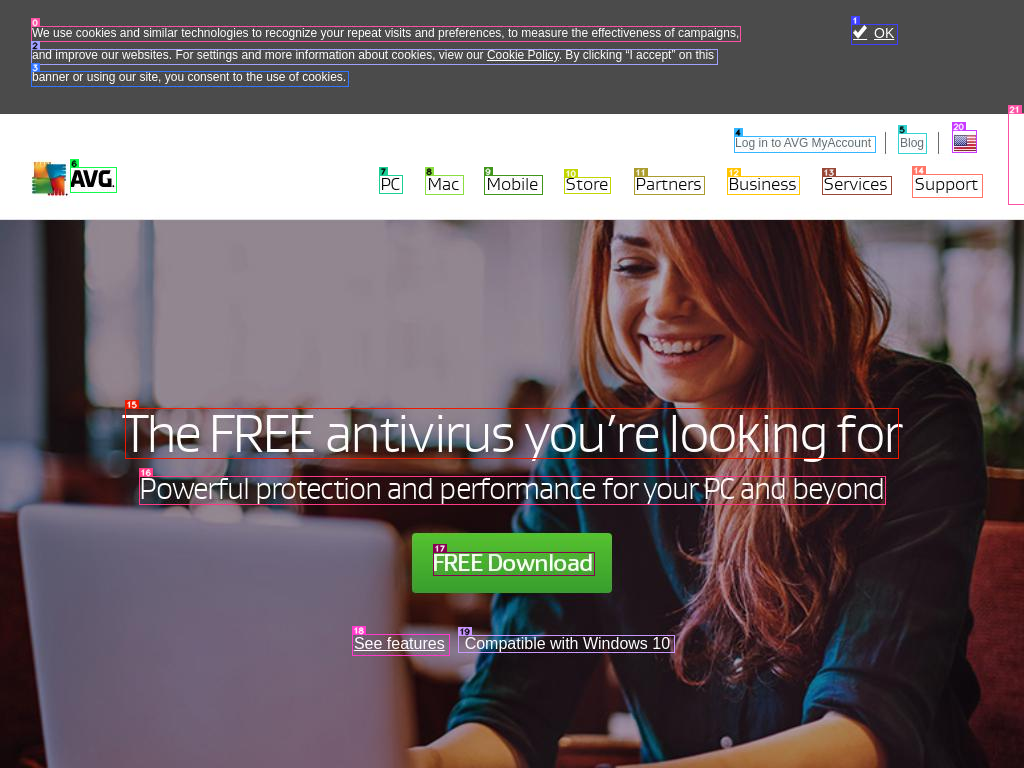 We use cookies and similar technologies to recognize your repeat visits and preferences, to measure the effectiveness of campaigns,
and improve our websites. For settings and more information about cookies, view our Cookie Policy. By clicking “I accept” on this
banner or using our site, you consent to the use of cookies.
OK
Log in to AVG MyAccount
Blog
AVG.
PC
Mac
Mobile
Store
Partners
Business
Services
Support
The FREE antivirus you’re looking for
Powerful protection and performance for your PC and beyond
FREE Download
See features
Compatible with Windows 10
0
1
2
3
4
5
6
7
8
9
10
11
12
13
14
15
16
17
18
19
20
21